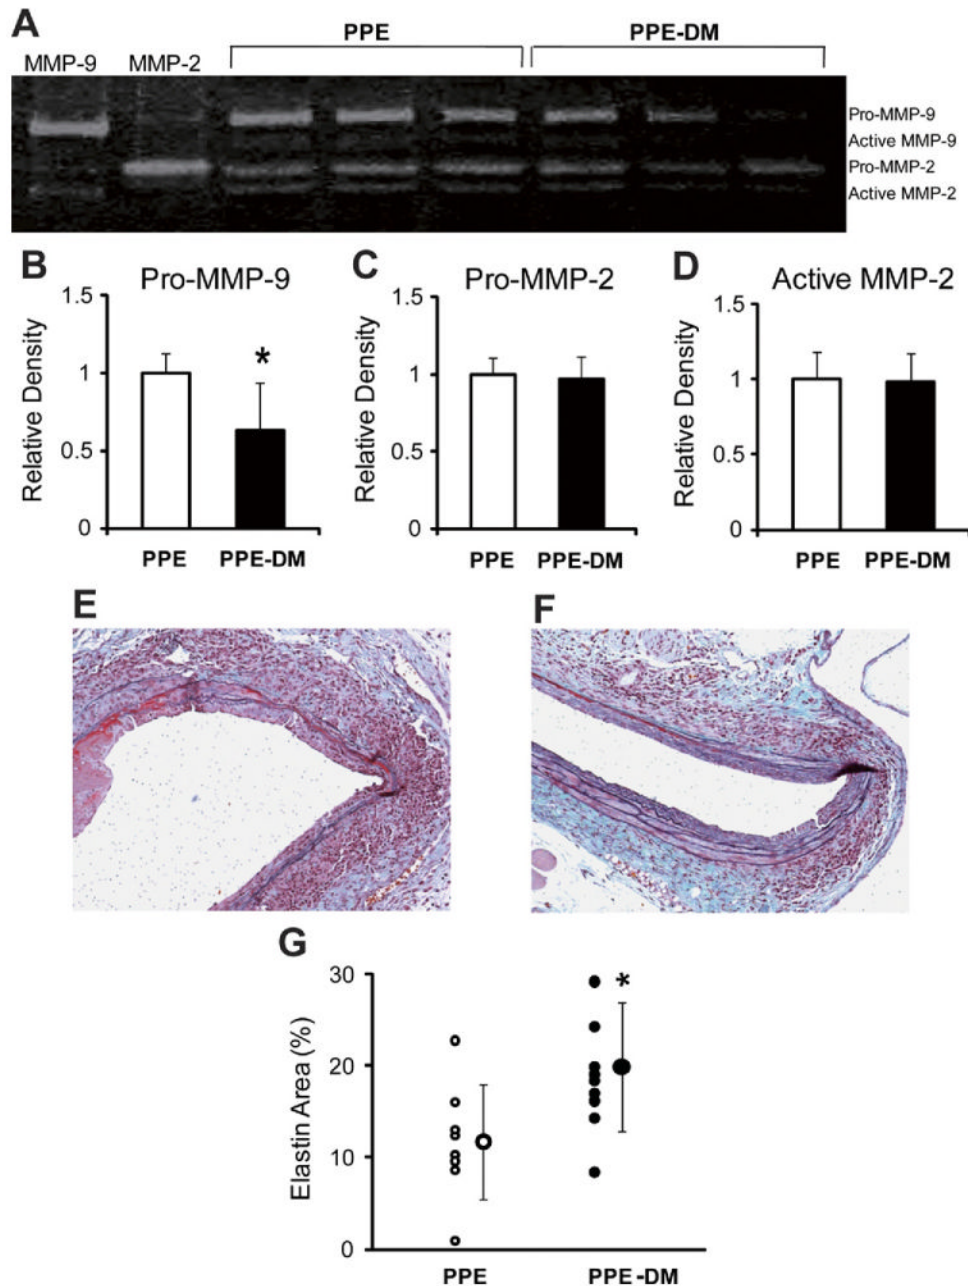 A
PPE
PPE-DM
MMP-9
MMP-2
Pro-MMP-9
Active MMP-9
Pro-MMP-2
Active MMP-2
B
Pro-MMP-9
Relative Density
1.5
1
0.5
0
*
PPE
PPE-DM
C
Pro-MMP-2
Relative Density
1.5
1
0.5
0
PPE
PPE-DM
D
Active MMP-2
Relative Density
1.5
1
0.5
0
PPE
PPE-DM
E
F
G
Elastin Area (%)
30
20
10
0
*
PPE
PPE-DM